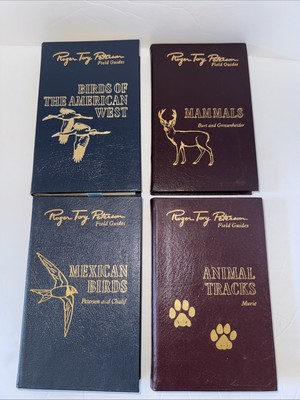 Roger Tory Peterson
Field Guides
BIRDS OF
THE AMERICAN
WEST
Roger Tory Peterson
Field Guides
MAMMALS
Burt and Grossenheider
Roger Tory Peterson
Field Guides
MEXICAN
BIRDS
Peterson and Chalif
Roger Tory Peterson
Field Guides
ANIMAL
TRACKS
Murie